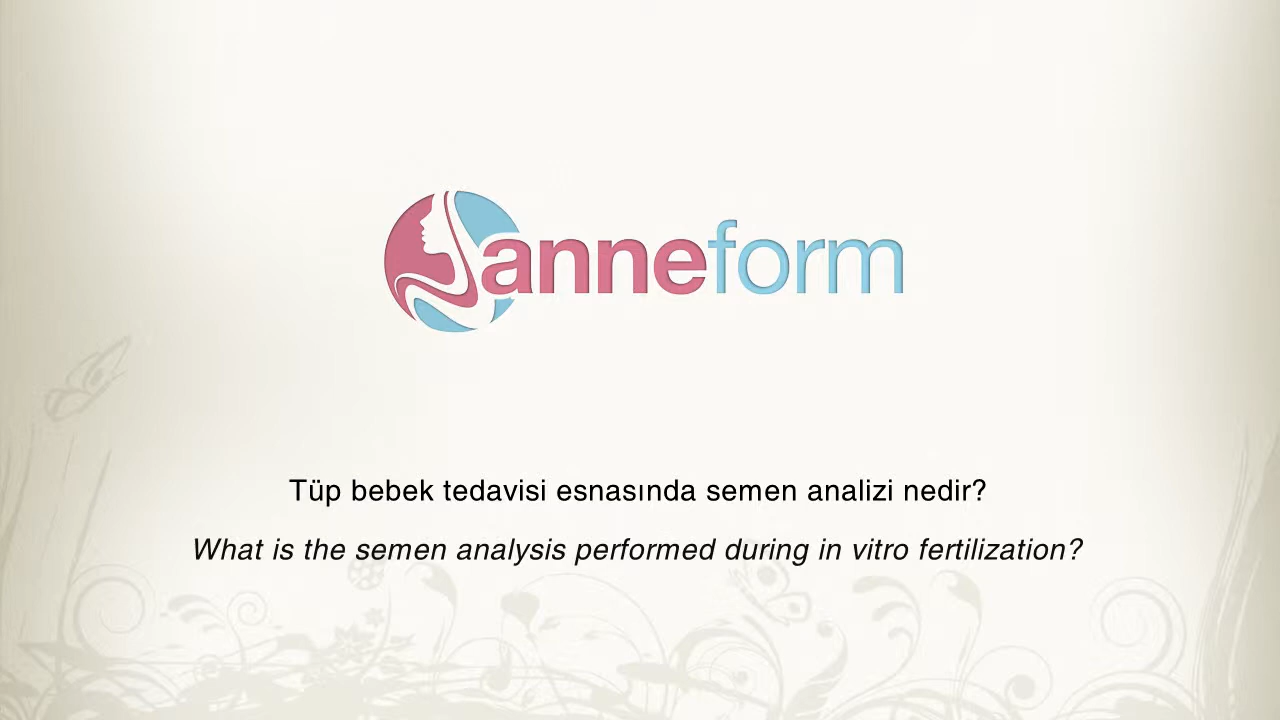 anneform
Tüp bebek tedavisi esnasında semen analizi nedir?
What is the semen analysis performed during in vitro fertilization?